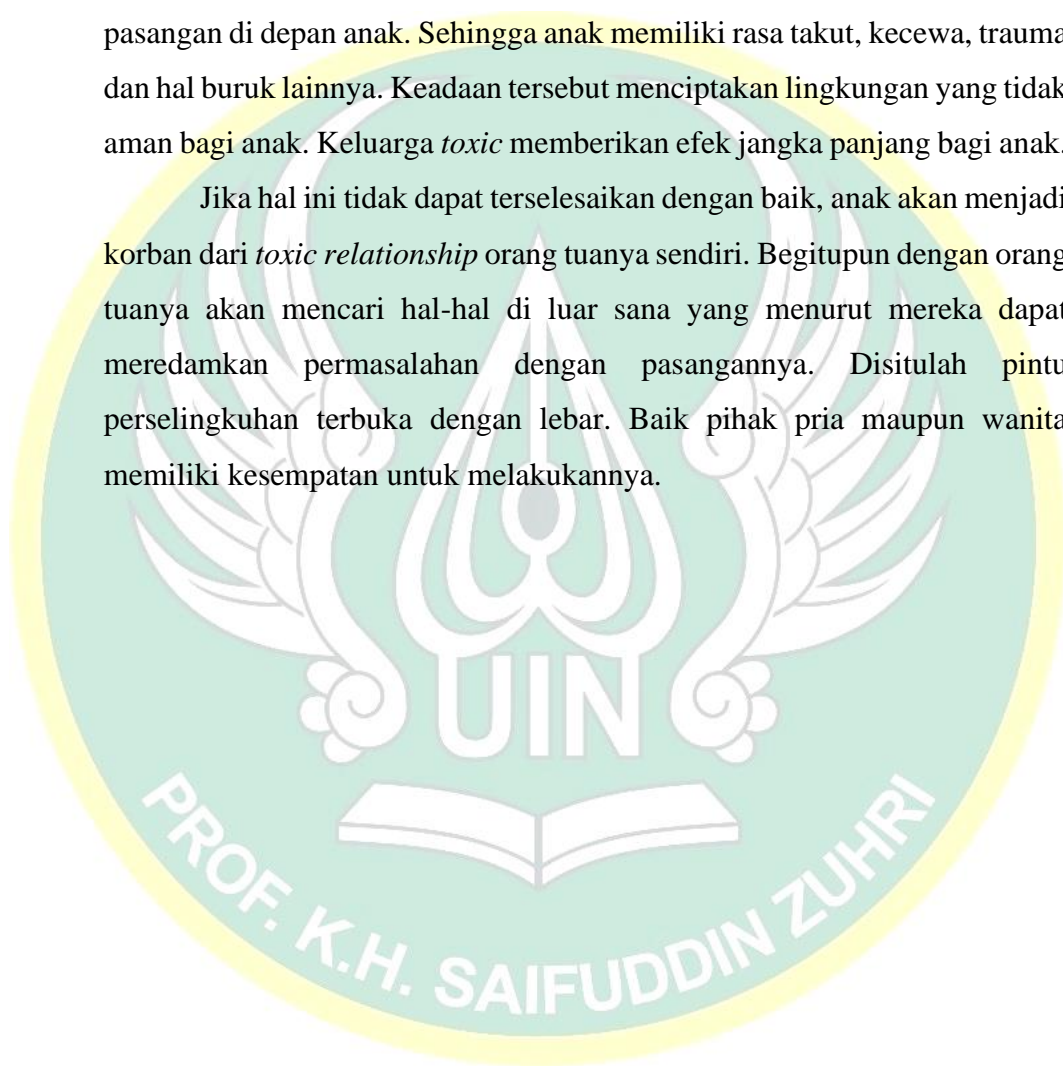 pasangan di depan anak. Sehingga anak memiliki rasa takut, kecewa, trauma
dan hal buruk lainnya. Keadaan tersebut menciptakan lingkungan yang tidak
aman bagi anak. Keluarga toxic memberikan efek jangka panjang bagi anak.
Jika hal ini tidak dapat terselesaikan dengan baik, anak akan menjadi
korban dari toxic relationship orang tuanya sendiri. Begitupun dengan orang
tuanya akan mencari hal-hal di luar sana yang menurut mereka dapat
meredamkan permasalahan dengan pasangannya. Disitulah pintu
perselingkuhan terbuka dengan lebar. Baik pihak pria maupun wanita
memiliki kesempatan untuk melakukannya.
UIN
PROF. K.H. SAIFUDDIN ZUHRI